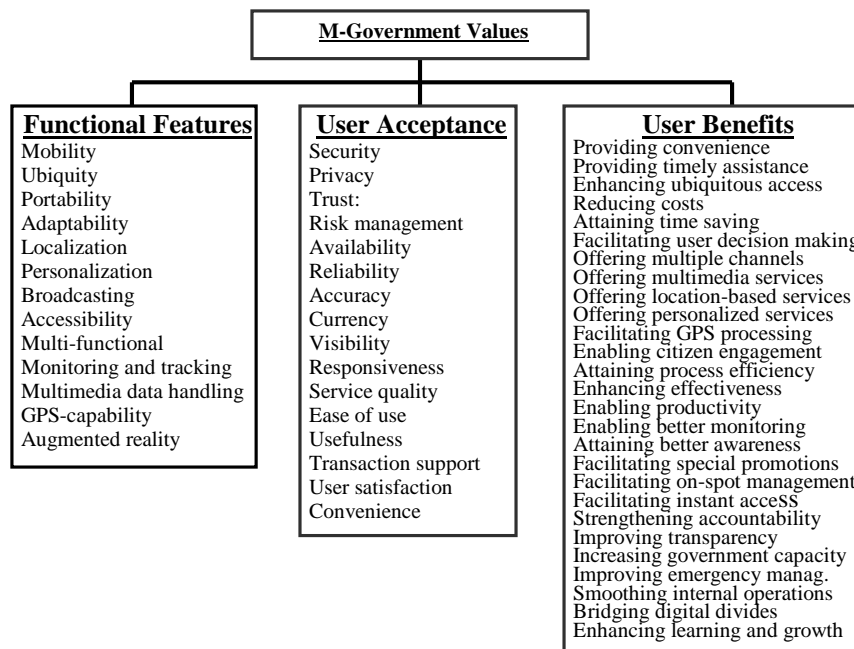 M-Government Values
Functional Features
Mobility
Ubiquity
Portability
Adaptability
Localization
Personalization
Broadcasting
Accessibility
Multi-functional
Monitoring and tracking
Multimedia data handling
GPS-capability
Augmented reality
User Acceptance
Security
Privacy
Trust:
Risk management
Availability
Reliability
Accuracy
Currency
Visibility
Responsiveness
Service quality
Ease of use
Usefulness
Transaction support
User satisfaction
Convenience
User Benefits
Providing convenience
Providing timely assistance
Enhancing ubiquitous access
Reducing costs
Attaining time saving
Facilitating user decision making
Offering multiple channels
Offering multimedia services
Offering location-based services
Offering personalized services
Facilitating GPS processing
Enabling citizen engagement
Attaining process efficiency
Enhancing effectiveness
Enabling productivity
Enabling better monitoring
Attaining better awareness
Facilitating special promotions
Facilitating on-spot management
Facilitating instant access
Strengthening accountability
Improving transparency
Increasing government capacity
Improving emergency manag.
Smoothing internal operations
Bridging digital divides
Enhancing learning and growth